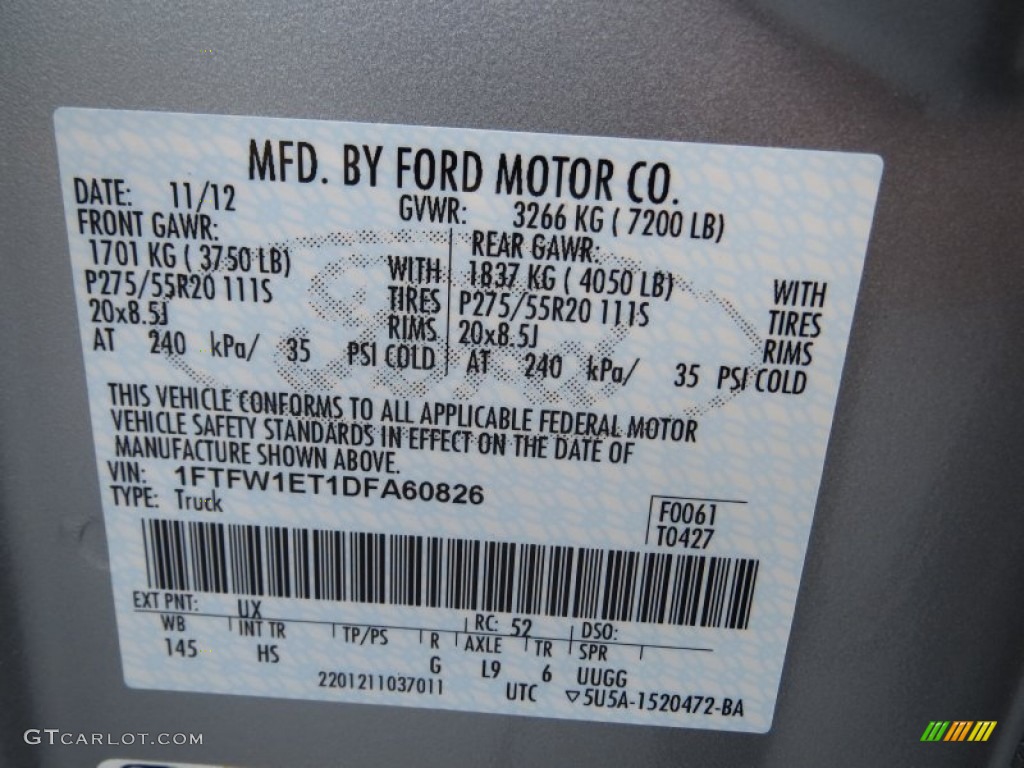 MFD. BY FORD MOTOR CO.
DATE: 11/12 GVWR: 3266 KG ( 7200 LB)
FRONT GAWR: REAR GAWR:
1701 KG ( 3750 LB) WITH 1837 KG ( 4050 LB) WITH
P275/55R20 111S TIRES P275/55R20 111S TIRES
20x8.5J RIMS 20x8.5J RIMS
AT 240 kPa/ 35 PSI COLD AT 240 kPa/ 35 PSI COLD
THIS VEHICLE CONFORMS TO ALL APPLICABLE FEDERAL MOTOR
VEHICLE SAFETY STANDARDS IN EFFECT ON THE DATE OF
MANUFACTURE SHOWN ABOVE.
VIN: 1FTFW1ET1DFA60826
TYPE: Truck
F0061
T0427
EXT PNT: UX RC: 52 DSO:
WB INT TR TP/PS R AXLE TR SPR
145 HS G L9 6 UUGG
2201211037011 UTC ▽5U5A-1520472-BA
GTCARLOT.COM